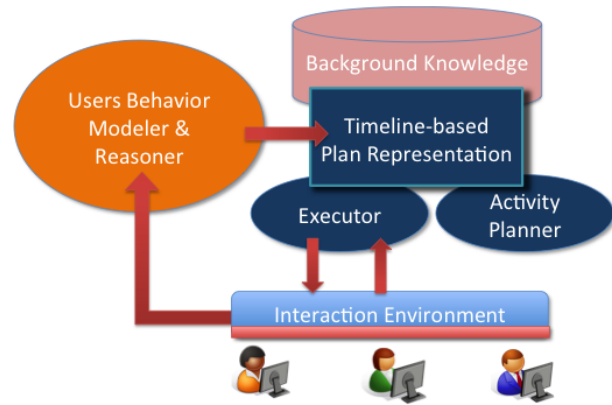 Background Knowledge
Users Behavior
Modeler &
Reasoner
Timeline-based
Plan Representation
Executor
Activity
Planner
Interaction Environment